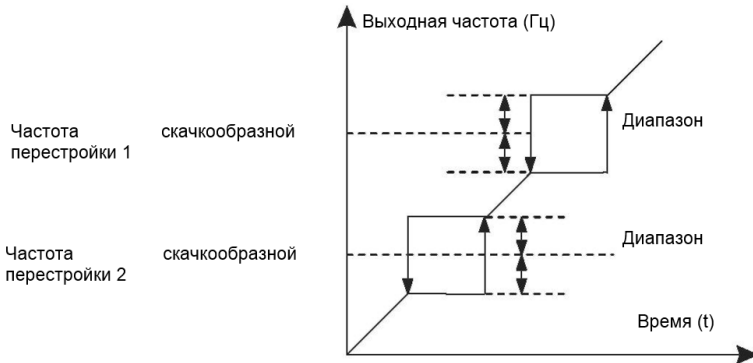 Выходная частота (Гц)
Частота скачкообразной
перестройки 1
Диапазон
Частота скачкообразной
перестройки 2
Диапазон
Время (t)